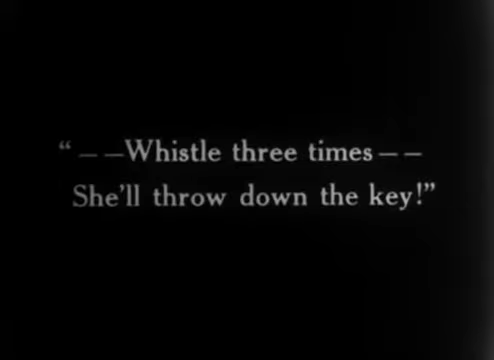 “ — —Whistle three times— —
She’ll throw down the key!”